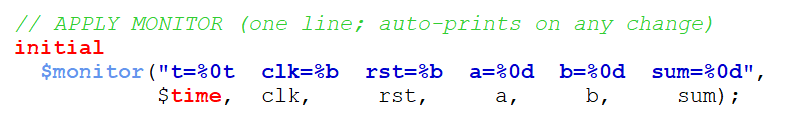 // APPLY MONITOR (one line; auto-prints on any change)
initial
  $monitor("t=%0t  clk=%b  rst=%b  a=%0d  b=%0d  sum=%0d",
           $time,  clk,     rst,     a,     b,     sum);